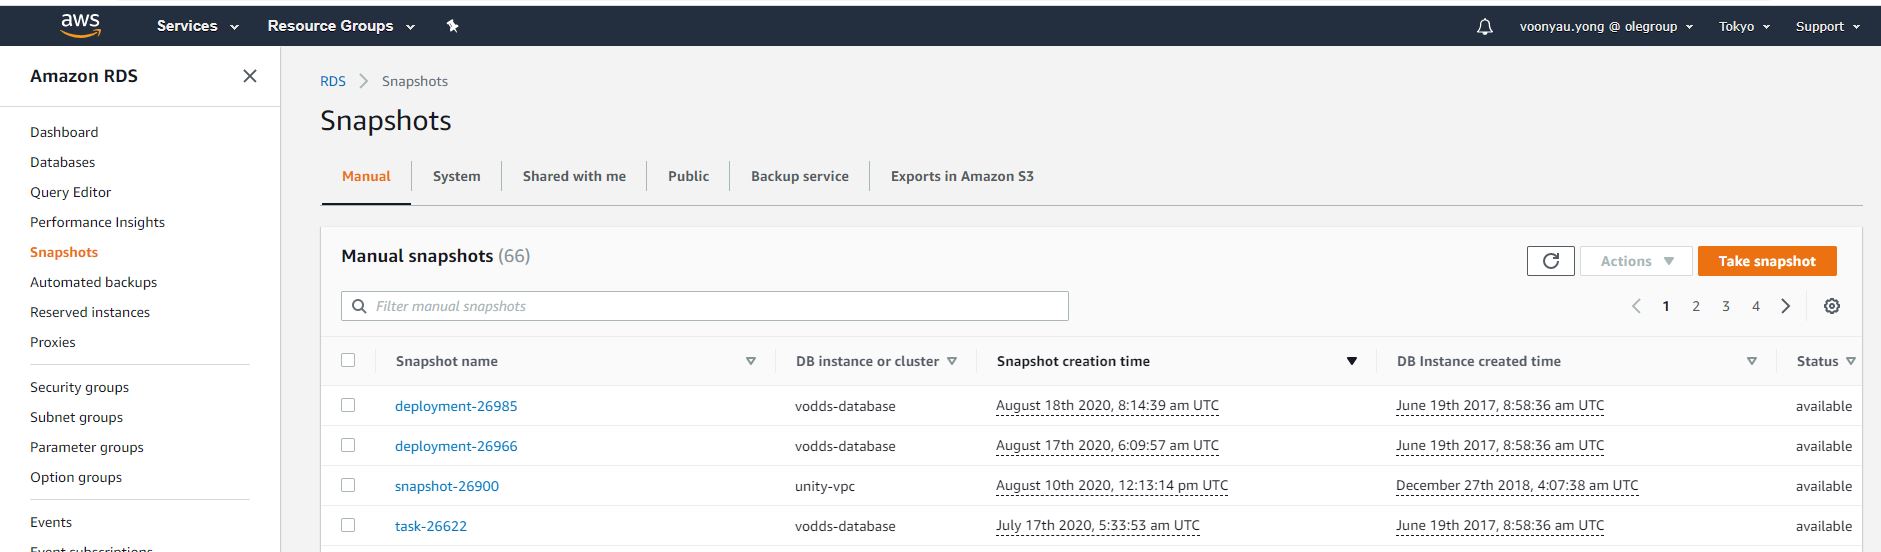 aws Services Resource Groups voonyau.yong @ olegroup Tokyo Support
Amazon RDS
Dashboard
Databases
Query Editor
Performance Insights
Snapshots
Automated backups
Reserved instances
Proxies
Security groups
Subnet groups
Parameter groups
Option groups
Events
Event subscriptions
RDS Snapshots
Snapshots
Manual System Shared with me Public Backup service Exports in Amazon S3
Manual snapshots (66) Actions Take snapshot
Filter manual snapshots 1 2 3 4
Snapshot name DB instance or cluster Snapshot creation time DB Instance created time Status
deployment-26985 vodds-database August 18th 2020, 8:14:39 am UTC June 19th 2017, 8:58:36 am UTC available
deployment-26966 vodds-database August 17th 2020, 6:09:57 am UTC June 19th 2017, 8:58:36 am UTC available
snapshot-26900 unity-vpc August 10th 2020, 12:13:14 pm UTC December 27th 2018, 4:07:38 am UTC available
task-26622 vodds-database July 17th 2020, 5:33:53 am UTC June 19th 2017, 8:58:36 am UTC available